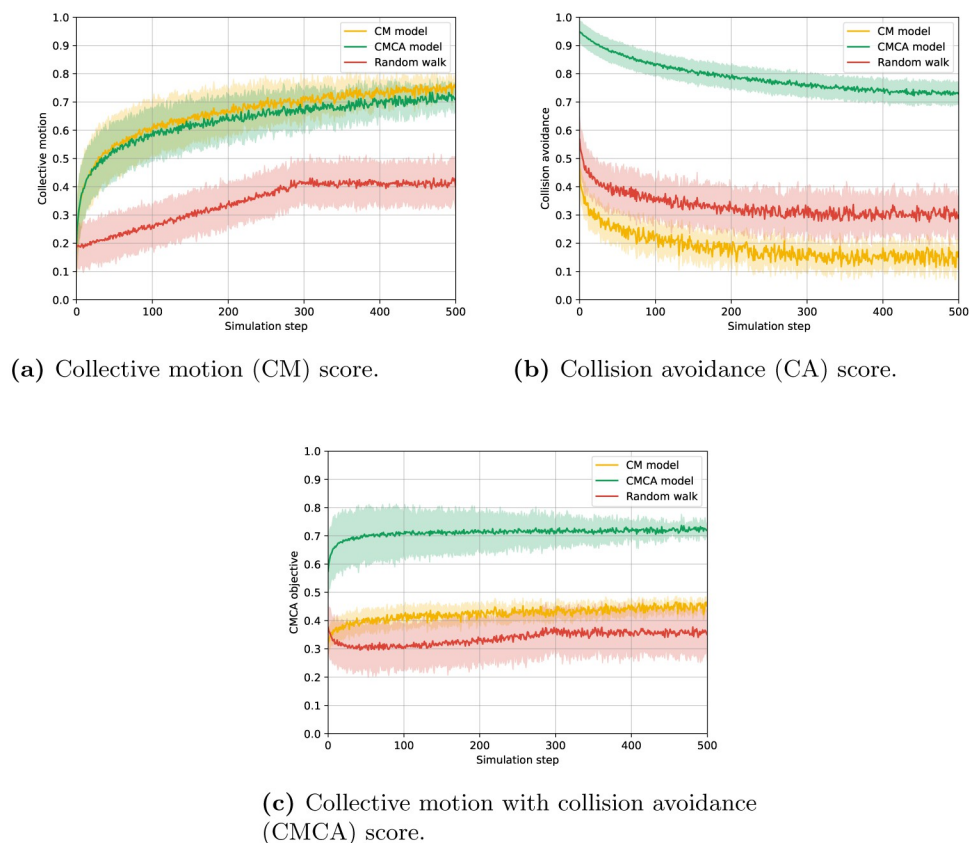 1.0
0.9
0.8
0.7
0.6
0.5
0.4
0.3
0.2
0.1
0.0
Collective motion
CM model
CMCA model
Random walk
0 100 200 300 400 500
Simulation step
(a) Collective motion (CM) score.
1.0
0.9
0.8
0.7
0.6
0.5
0.4
0.3
0.2
0.1
0.0
Collision avoidance
CM model
CMCA model
Random walk
0 100 200 300 400 500
Simulation step
(b) Collision avoidance (CA) score.
1.0
0.9
0.8
0.7
0.6
0.5
0.4
0.3
0.2
0.1
0.0
CMCA objective
CM model
CMCA model
Random walk
0 100 200 300 400 500
Simulation step
(c) Collective motion with collision avoidance
(CMCA) score.